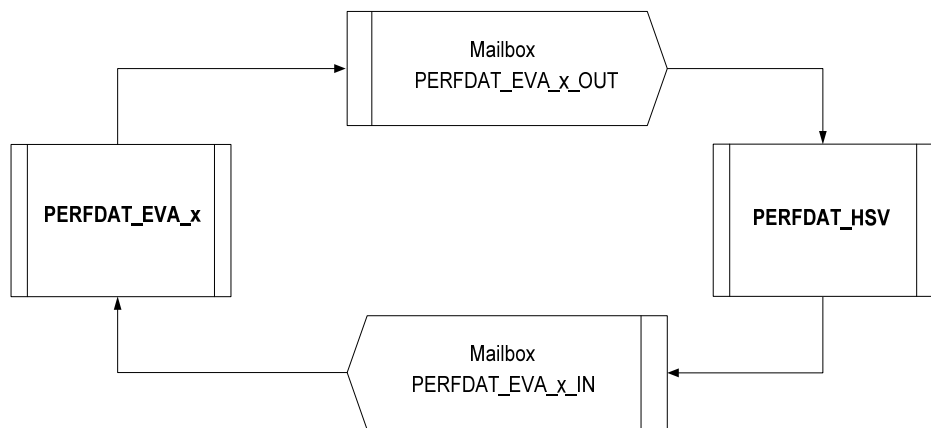 Mailbox
PERFDAT_EVA_x_OUT
PERFDAT_EVA_x
PERFDAT_HSV
Mailbox
PERFDAT_EVA_x_IN